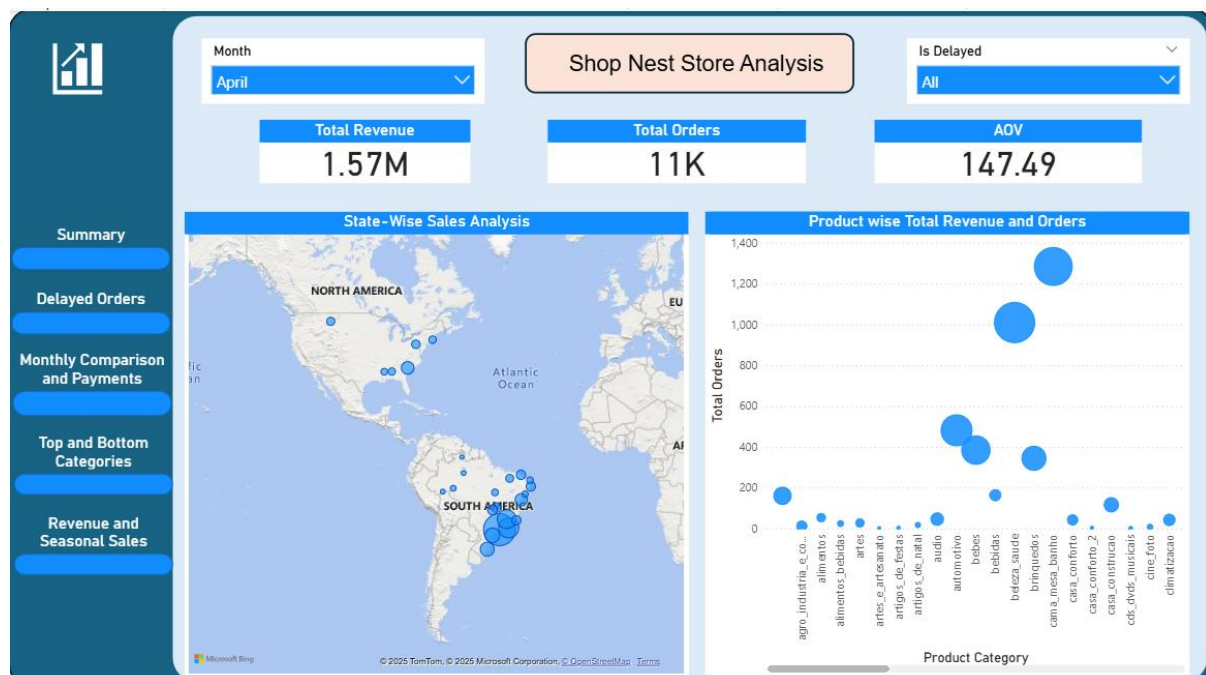 Month
April
Shop Nest Store Analysis
Is Delayed
All
Total Revenue
1.57M
Total Orders
11K
AOV
147.49
Summary
Delayed Orders
Monthly Comparison
and Payments
Top and Bottom
Categories
Revenue and
Seasonal Sales
State-Wise Sales Analysis
NORTH AMERICA
EU
Atlantic
Ocean
AF
SOUTH AMERICA
Microsoft Bing
© 2025 TomTom, © 2025 Microsoft Corporation, © OpenStreetMap Terms
Product wise Total Revenue and Orders
Total Orders
1,400
1,200
1,000
800
600
400
200
0
agro_industria_e_co...
alimentos
alimentos_bebidas
artes
artes_e_artesanato
artigos_de_festas
artigos_de_natal
audio
automotivo
bebes
bebidas
beleza_saude
brinquedos
cama_mesa_banho
casa_conforto
casa_conforto_2
casa_construcao
cds_dvds_musicais
cine_foto
climatizacao
Product Category